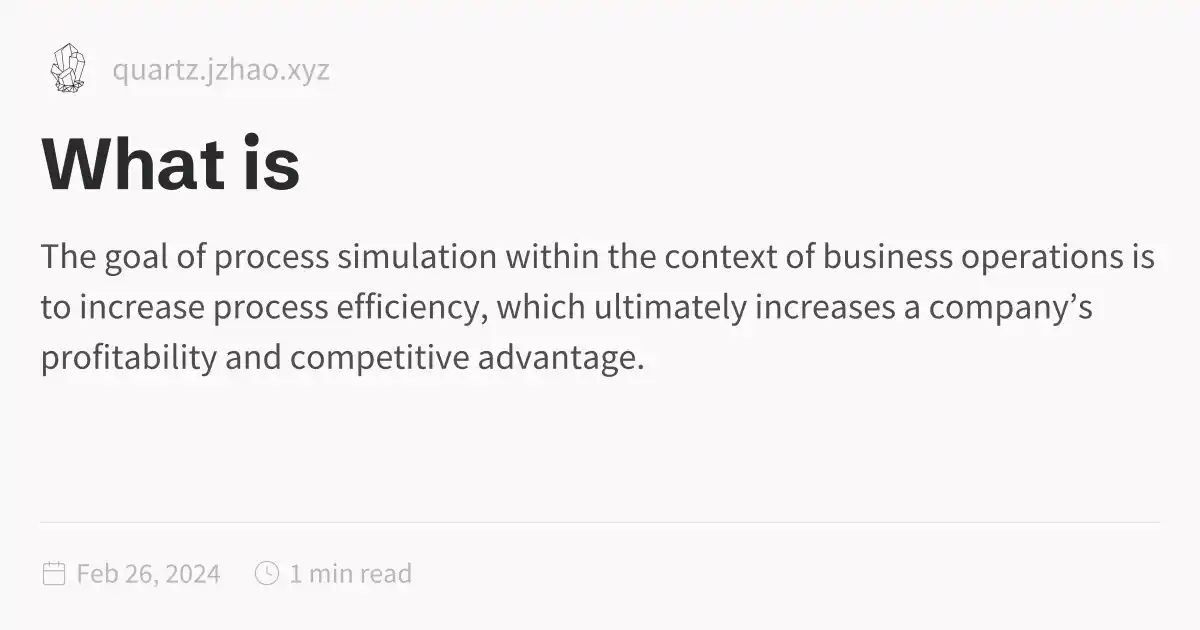 quartz.jzhao.xyz
What is
The goal of process simulation within the context of business operations is
to increase process efficiency, which ultimately increases a company’s
profitability and competitive advantage.
Feb 26, 2024 1 min read